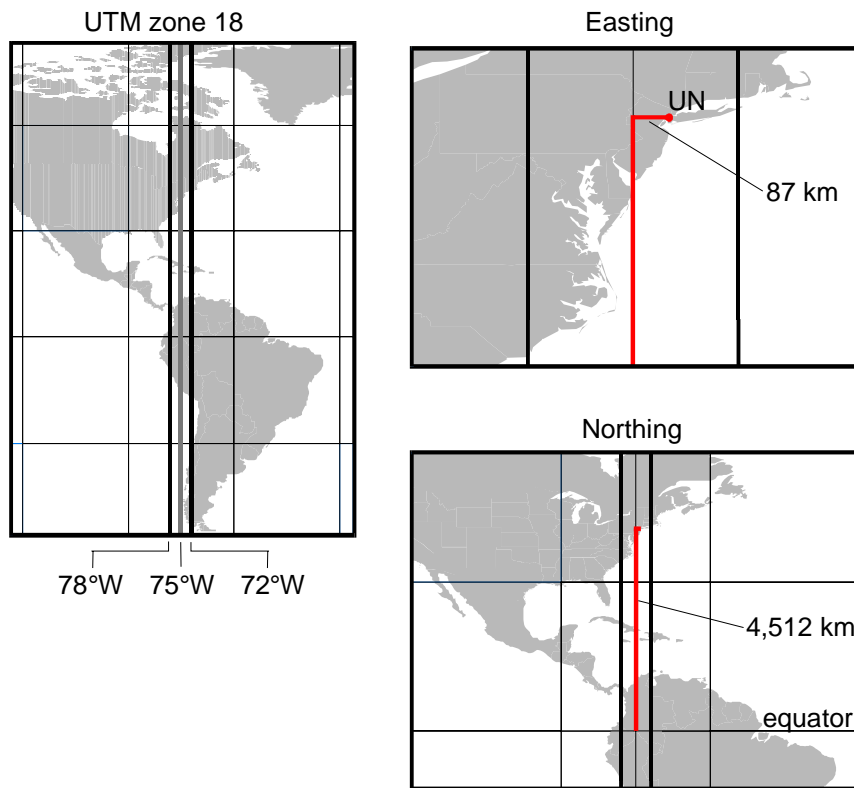 UTM zone 18
78°W 75°W 72°W
Easting
UN
87 km
Northing
4,512 km
equator